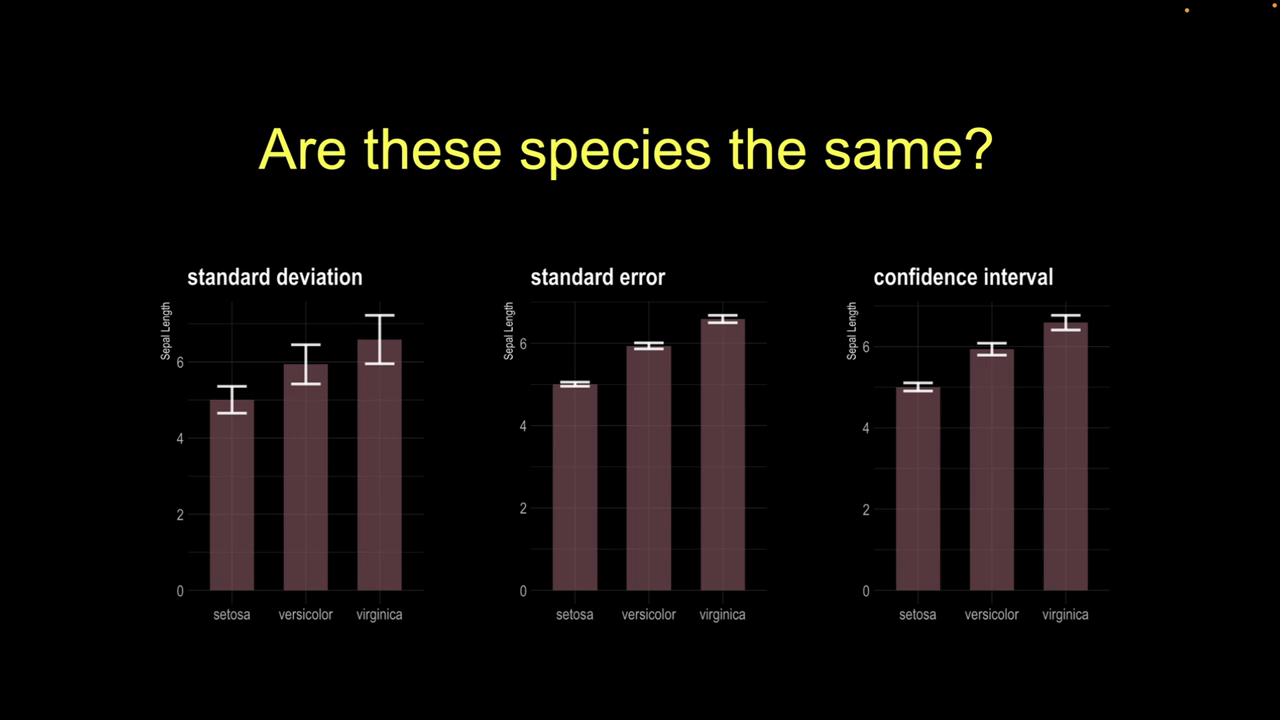 Are these species the same?
standard deviation
Sepal Length
6
4
2
0
setosa versicolor virginica
standard error
Sepal Length
6
4
2
0
setosa versicolor virginica
confidence interval
Sepal Length
6
4
2
0
setosa versicolor virginica